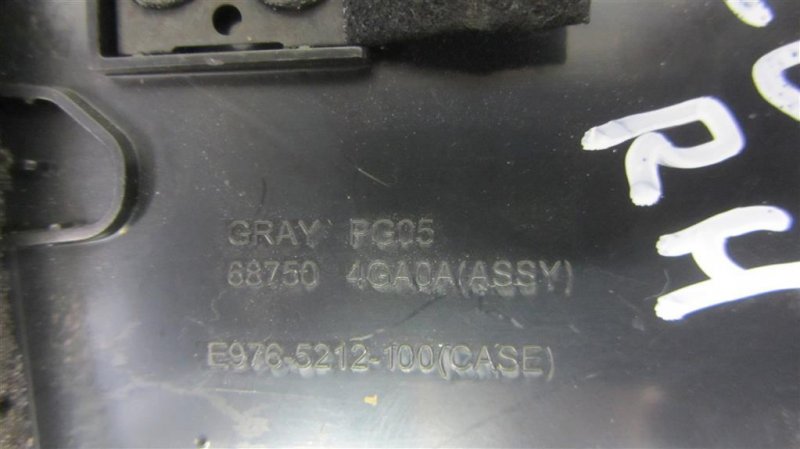 GRAY PG05
68750 4GA0A(ASSY)
E976-5212-100(CASE)
RH